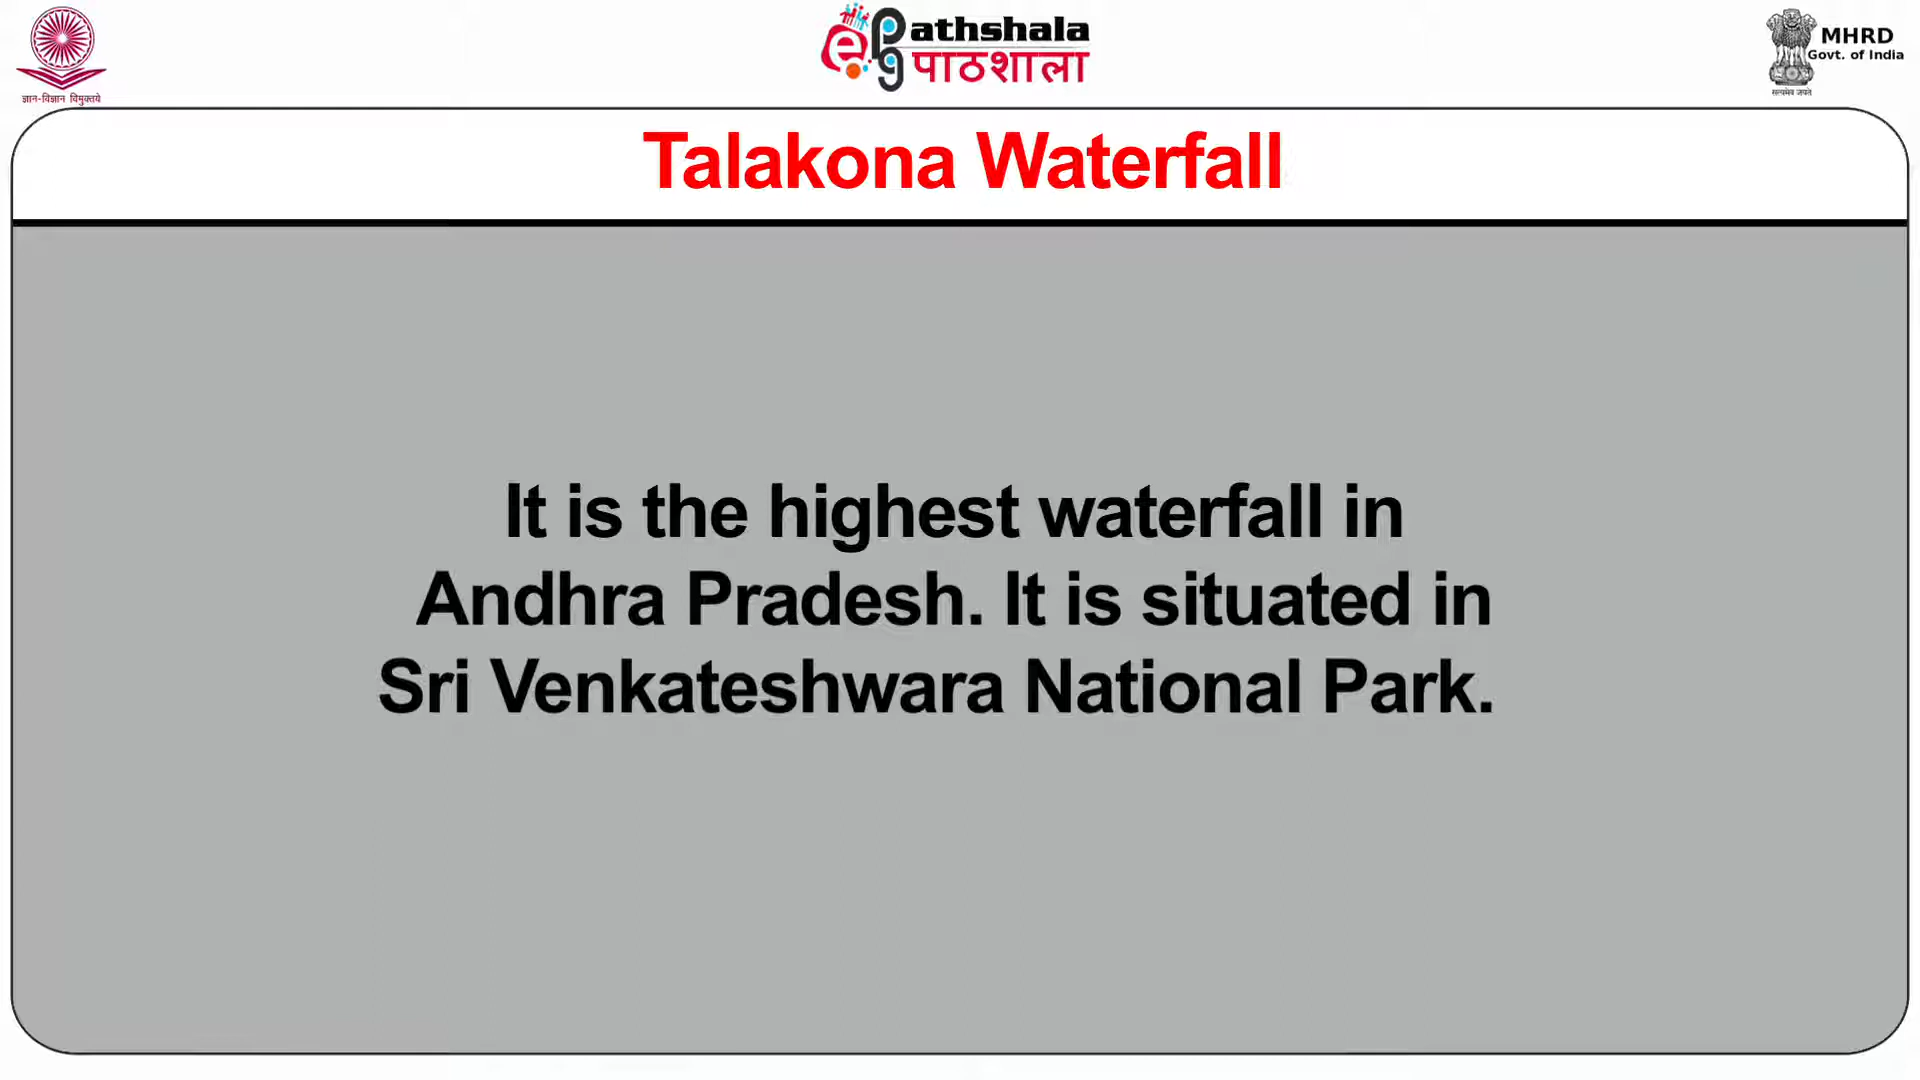 ज्ञान-विज्ञान विमुक्तये
e pg Pathshala
पाठशाला
MHRD
Govt. of India
सत्यमेव जयते
Talakona Waterfall
It is the highest waterfall in
Andhra Pradesh. It is situated in
Sri Venkateshwara National Park.